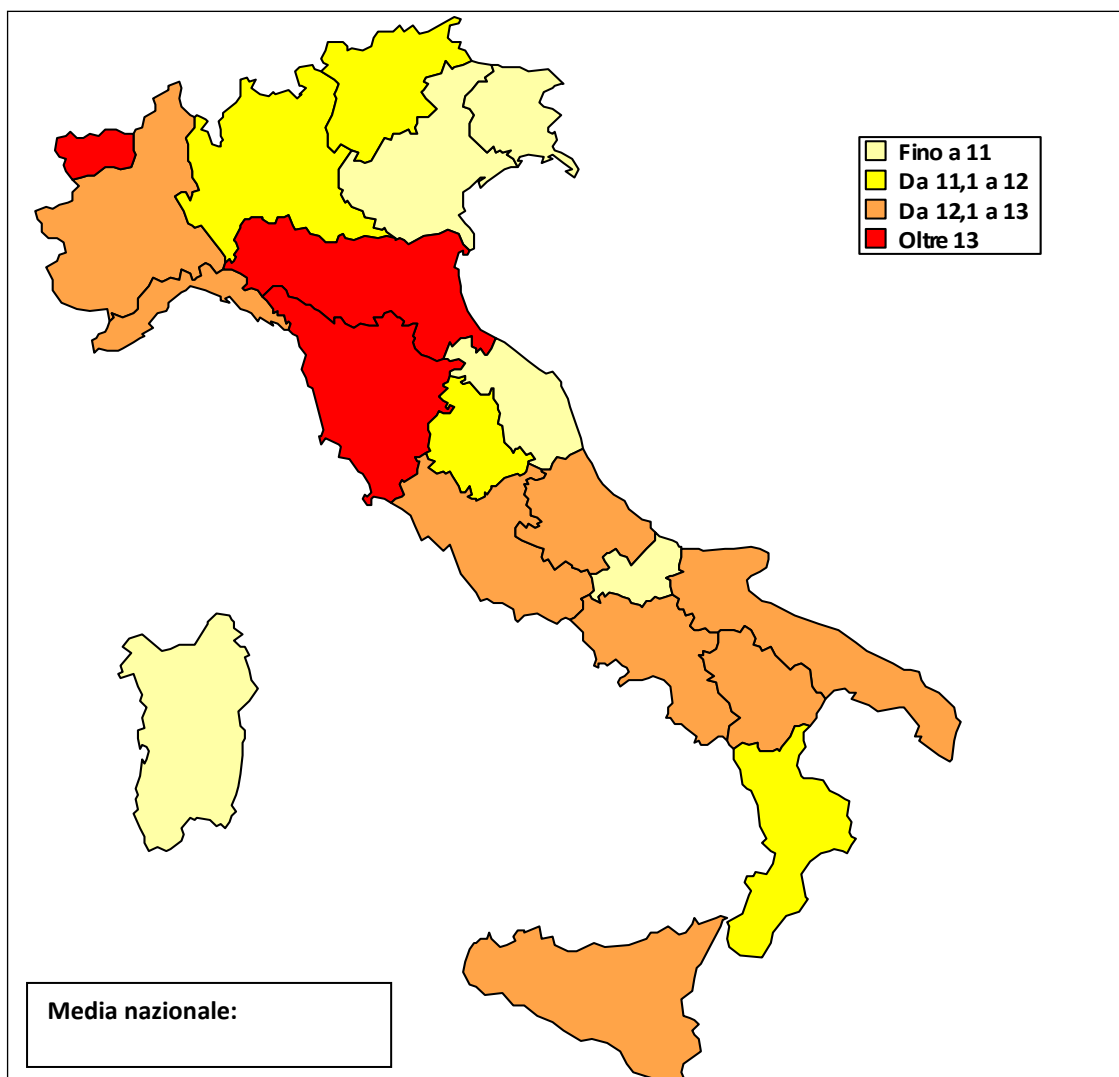 Fino a 11
Da 11,1 a 12
Da 12,1 a 13
Oltre 13
Media nazionale: